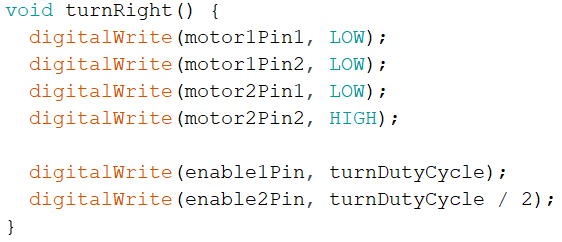 void turnRight() {
  digitalWrite(motor1Pin1, LOW);
  digitalWrite(motor1Pin2, LOW);
  digitalWrite(motor2Pin1, LOW);
  digitalWrite(motor2Pin2, HIGH);

  digitalWrite(enable1Pin, turnDutyCycle);
  digitalWrite(enable2Pin, turnDutyCycle / 2);
}